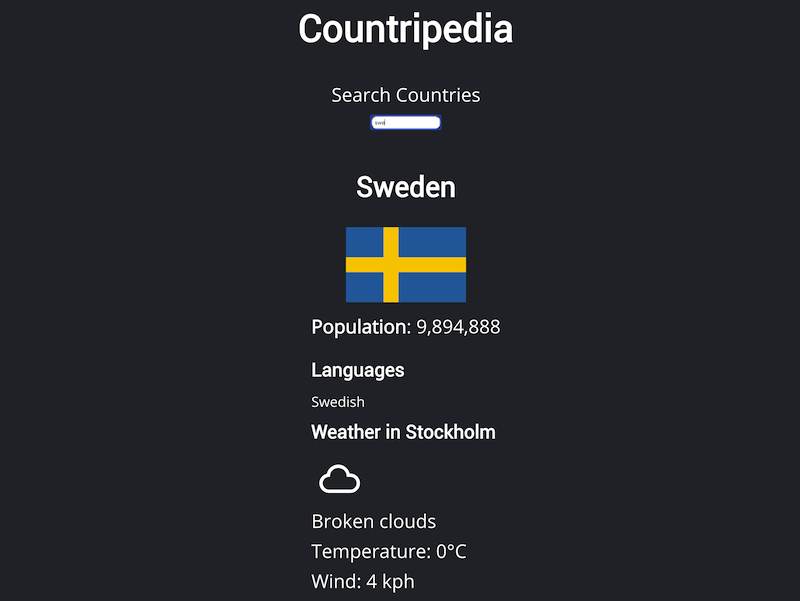 Countripedia
Search Countries
swe
Sweden
Population: 9,894,888
Languages
Swedish
Weather in Stockholm
Broken clouds
Temperature: 0°C
Wind: 4 kph